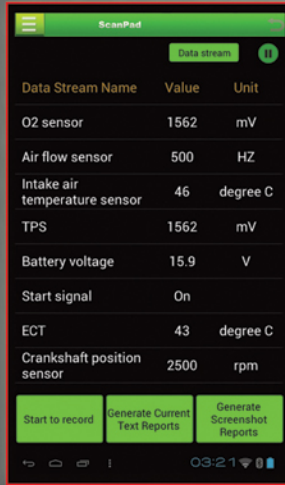 ScanPad
Data stream
Data Stream Name Value Unit
O2 sensor 1562 mV
Air flow sensor 500 HZ
Intake air
temperature sensor 46 degree C
TPS 1562 mV
Battery voltage 15.9 V
Start signal On
ECT 43 degree C
Crankshaft position
sensor 2500 rpm
Start to record
Generate Current
Text Reports
Generate
Screenshot
Reports
03:21